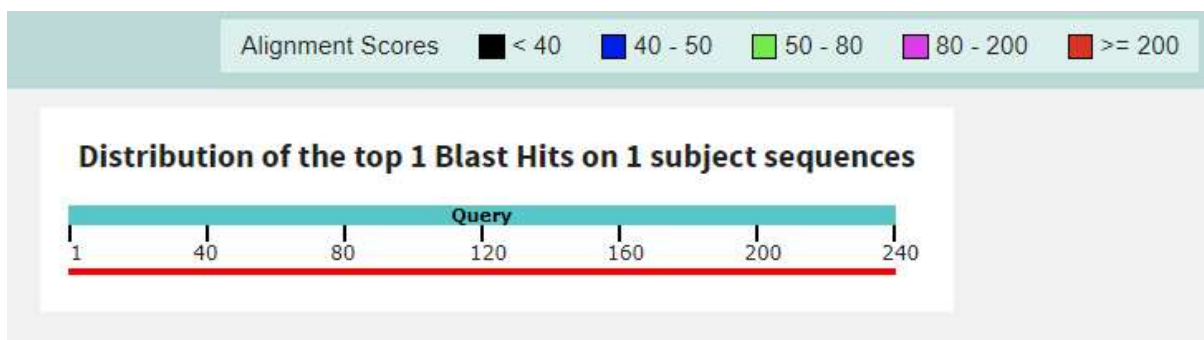 Alignment Scores < 40 40 - 50 50 - 80 80 - 200 >= 200
Distribution of the top 1 Blast Hits on 1 subject sequences
Query
1 40 80 120 160 200 240